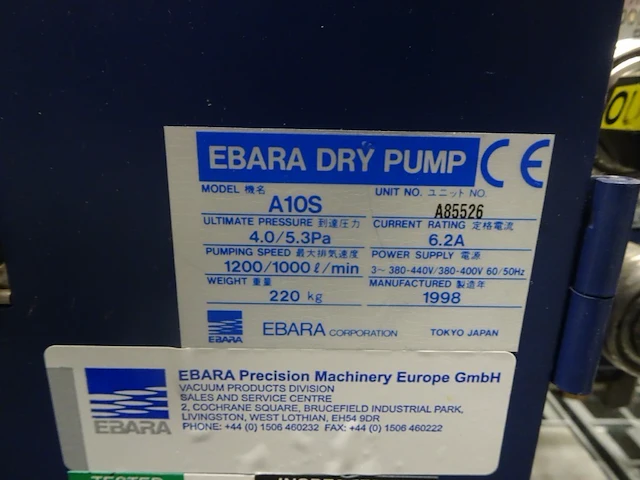 EBARA DRY PUMP CE
MODEL 機名 UNIT NO. ユニット NO.
A10S A85526
ULTIMATE PRESSURE 到達圧力 CURRENT RATING 定格電流
4.0/5.3Pa 6.2A
PUMPING SPEED 最大排気速度 POWER SUPPLY 電源
1200/1000 ℓ/min 3~ 380-440V/380-400V 60/50Hz
WEIGHT 重量 MANUFACTURED 製造年
220 kg 1998
EBARA EBARA CORPORATION TOKYO JAPAN
EBARA Precision Machinery Europe GmbH
VACUUM PRODUCTS DIVISION
SALES AND SERVICE CENTRE
2, COCHRANE SQUARE, BRUCEFIELD INDUSTRIAL PARK,
LIVINGSTON, WEST LOTHIAN, EH54 9DR
PHONE: +44 (0) 1506 460232 FAX: +44 (0) 1506 460222
EBARA
TESTED